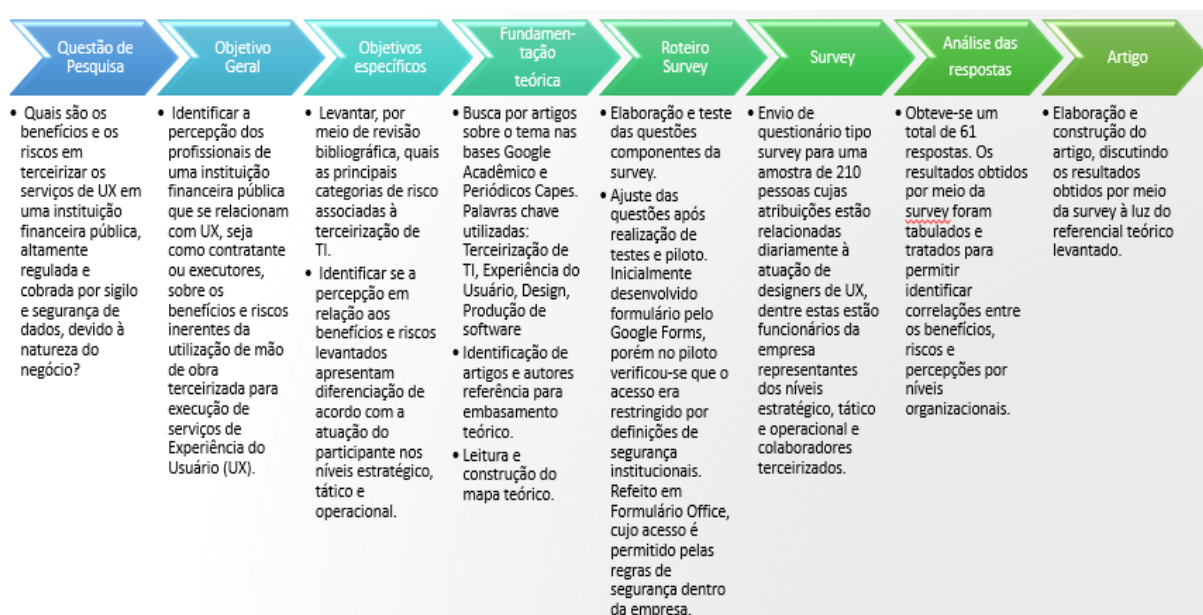 Questão de
Pesquisa
Objetivo
Geral
Objetivos
específicos
Fundamen-
tação
teórica
Roteiro
Survey
Survey
Análise das
respostas
Artigo
• Quais são os
benefícios e os
riscos em
terceirizar os
serviços de UX em
uma instituição
financeira pública,
altamente
regulada e
cobrada por sigilo
e segurança de
dados, devido à
natureza do
negócio?
• Identificar a
percepção dos
profissionais de
uma instituição
financeira pública
que se relacionam
com UX, seja
como contratante
ou executores,
sobre os
benefícios e riscos
inerentes da
utilização de mão
de obra
terceirizada para
execução de
serviços de
Experiência do
Usuário (UX).
• Levantar, por
meio de revisão
bibliográfica, quais
as principais
categorias de risco
associadas à
terceirização de
TI.
• Identificar se a
percepção em
relação aos
benefícios e riscos
levantados
apresentam
diferenciação de
acordo com a
atuação do
participante nos
níveis estratégico,
tático e
operacional.
• Busca por artigos
sobre o tema nas
bases Google
Acadêmico e
Periódicos Capes.
Palavras chave
utilizadas:
Terceirização de
TI, Experiência do
Usuário, Design,
Produção de
software
• Identificação de
artigos e autores
referência para
embasamento
teórico.
• Leitura e
construção do
mapa teórico.
• Elaboração e teste
das questões
componentes da
survey.
• Ajuste das
questões após
realização de
testes e piloto.
Inicialmente
desenvolvido
formulário pelo
Google Forms,
porém no piloto
verificou-se que o
acesso era
restringido por
definições de
segurança
institucionais.
Refeito em
Formulário Office,
cujo acesso é
permitido pelas
regras de
segurança dentro
da empresa.
• Envio de
questionário tipo
survey para uma
amostra de 210
pessoas cujas
atribuições estão
relacionadas
diariamente à
atuação de
designers de UX,
dentre estas estão
funcionários da
empresa
representantes
dos níveis
estratégico, tático
e operacional e
colaboradores
terceirizados.
• Obteve-se um
total de 61
respostas. Os
resultados obtidos
por meio da
survey foram
tabulados e
tratados para
permitir
identificar
correlações entre
os benefícios,
riscos e
percepções por
níveis
organizacionais.
• Elaboração e
construção do
artigo, discutindo
os resultados
obtidos por meio
da survey à luz do
referencial teórico
levantado.